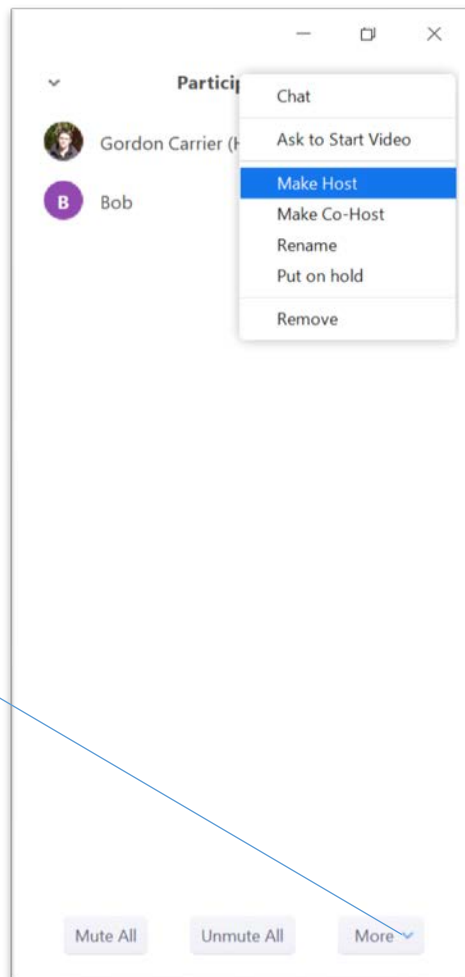 Particip
Chat
Gordon Carrier (H
Ask to Start Video
Make Host
B Bob
Make Co-Host
Rename
Put on hold
Remove
Mute All Unmute All More